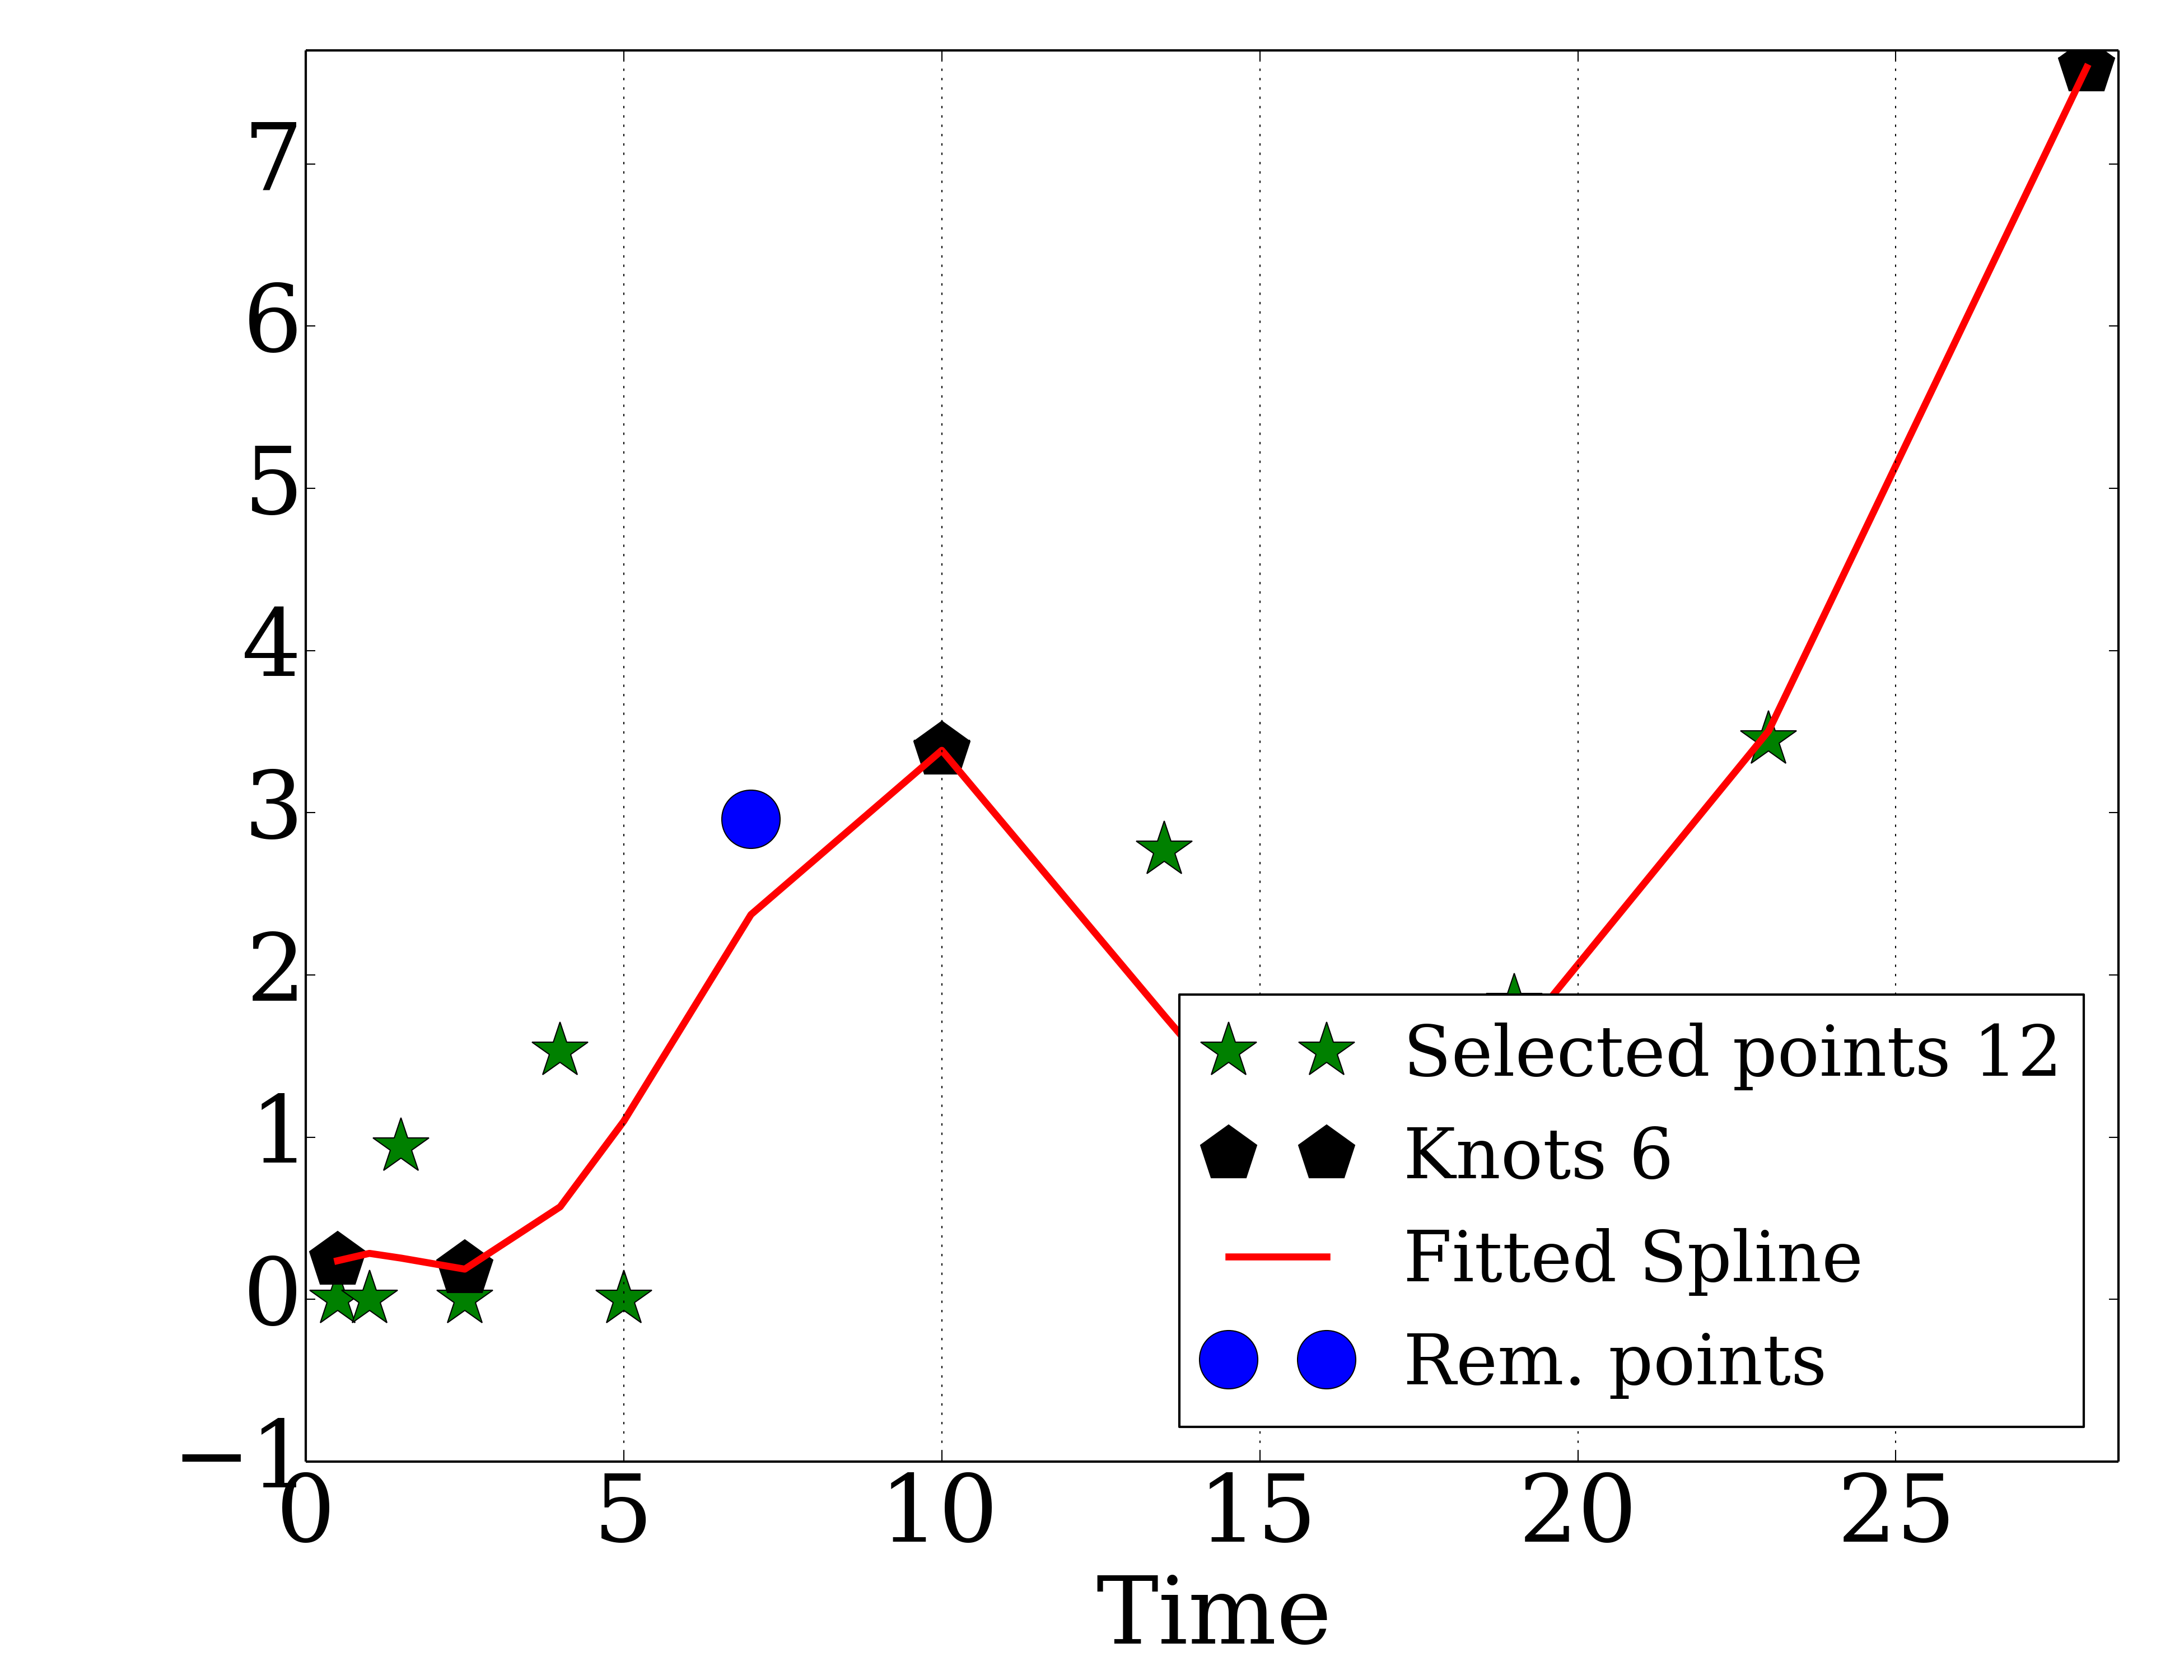 7
6
5
4
3
2
1
0
−1
Selected points 12
Knots 6
Fitted Spline
Rem. points
0 5 10 15 20 25
Time